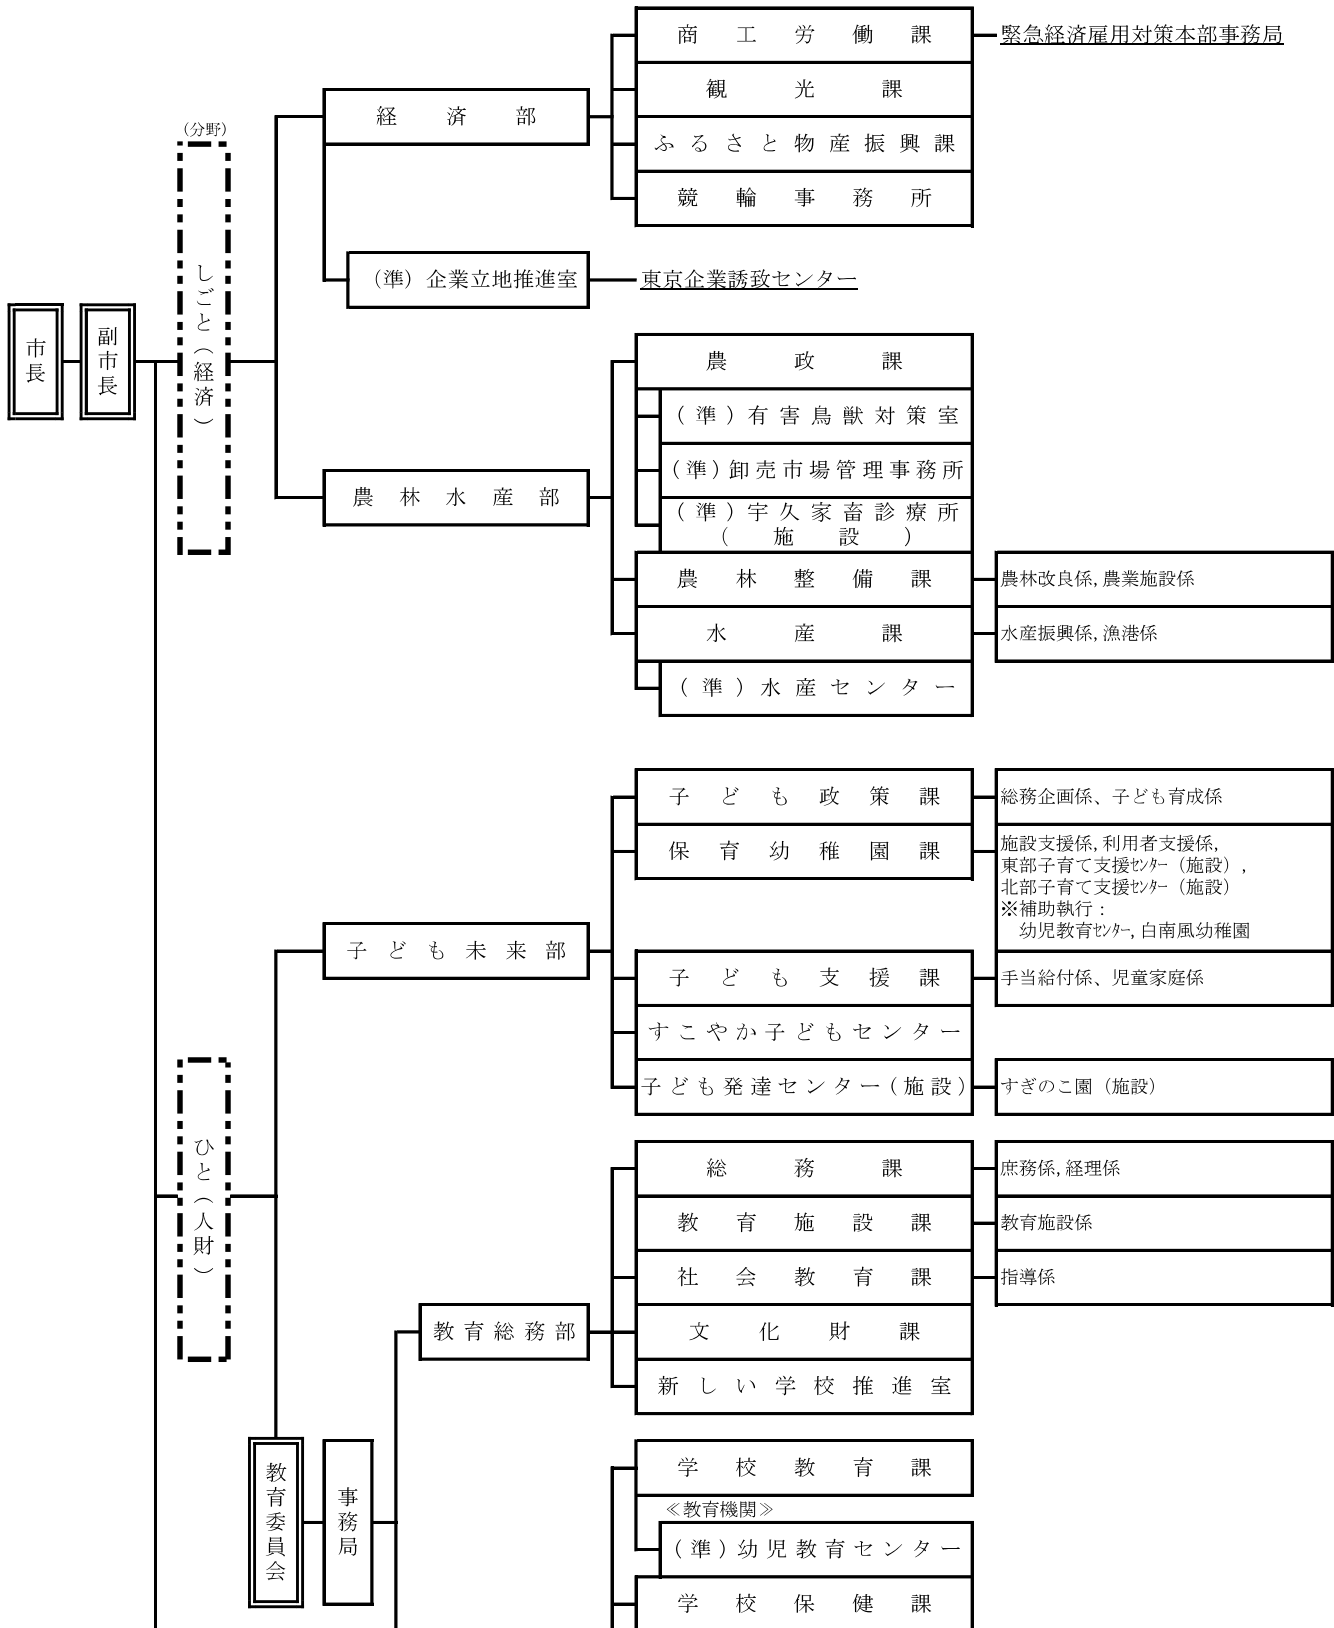 市長
副市長
(分野)
しごと(経済)
経済部
商工労働課
緊急経済雇用対策本部事務局
観光課
ふるさと物産振興課
競輪事務所
(準)企業立地推進室
東京企業誘致センター
農林水産部
農政課
(準)有害鳥獣対策室
(準)卸売市場管理事務所
(準)宇久家畜診療所
(施設)
農林整備課
農林改良係,農業施設係
水産課
水産振興係,漁港係
(準)水産センター
ひと(人財)
子ども未来部
子ども政策課
総務企画係、子ども育成係
保育幼稚園課
施設支援係,利用者支援係,
東部子育て支援ｾﾝﾀｰ(施設),
北部子育て支援ｾﾝﾀｰ(施設)
※補助執行:
幼児教育ｾﾝﾀｰ,白南風幼稚園
子ども支援課
手当給付係、児童家庭係
すこやか子どもセンター
子ども発達センター(施設)
すぎのこ園(施設)
教育委員会
事務局
教育総務部
総務課
庶務係,経理係
教育施設課
教育施設係
社会教育課
指導係
文化財課
新しい学校推進室
学校教育課
≪教育機関≫
(準)幼児教育センター
学校保健課